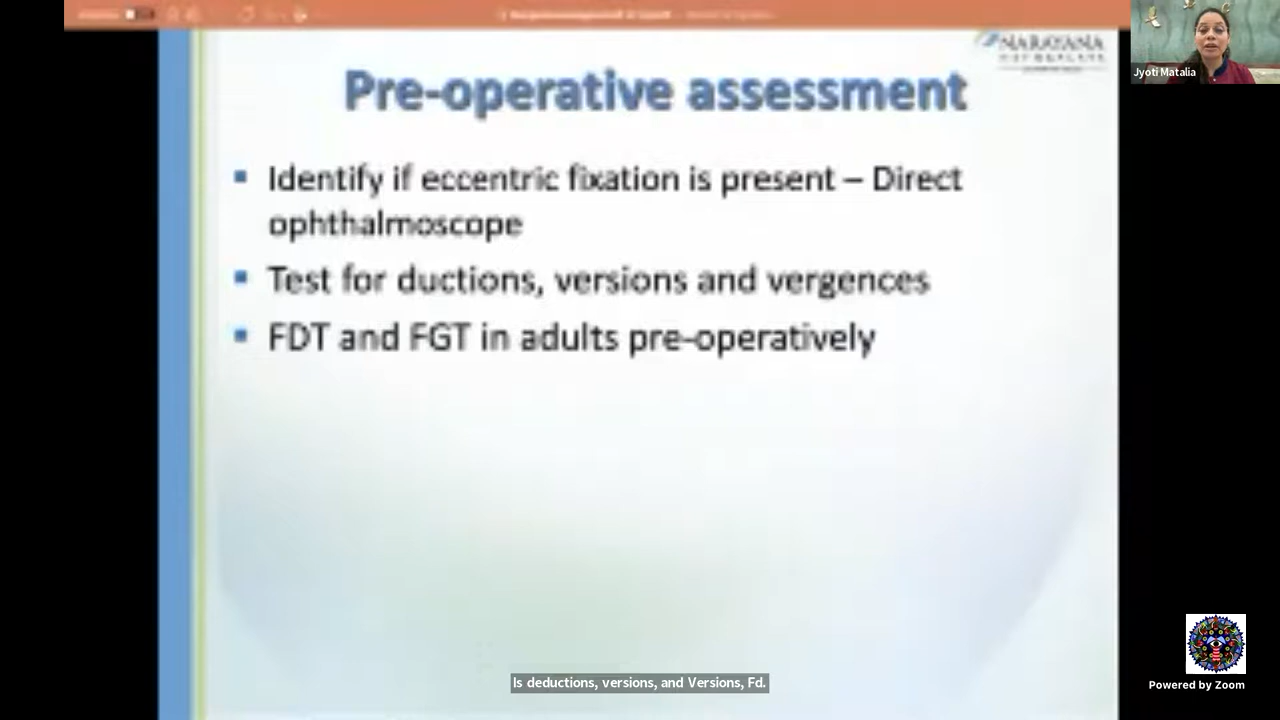 NARAYANA
Jyoti Matalia
Pre-operative assessment
Identify if eccentric fixation is present – Direct
ophthalmoscope
Test for ductions, versions and vergences
FDT and FGT in adults pre-operatively
Is deductions, versions, and Versions, Fd.
Powered by Zoom